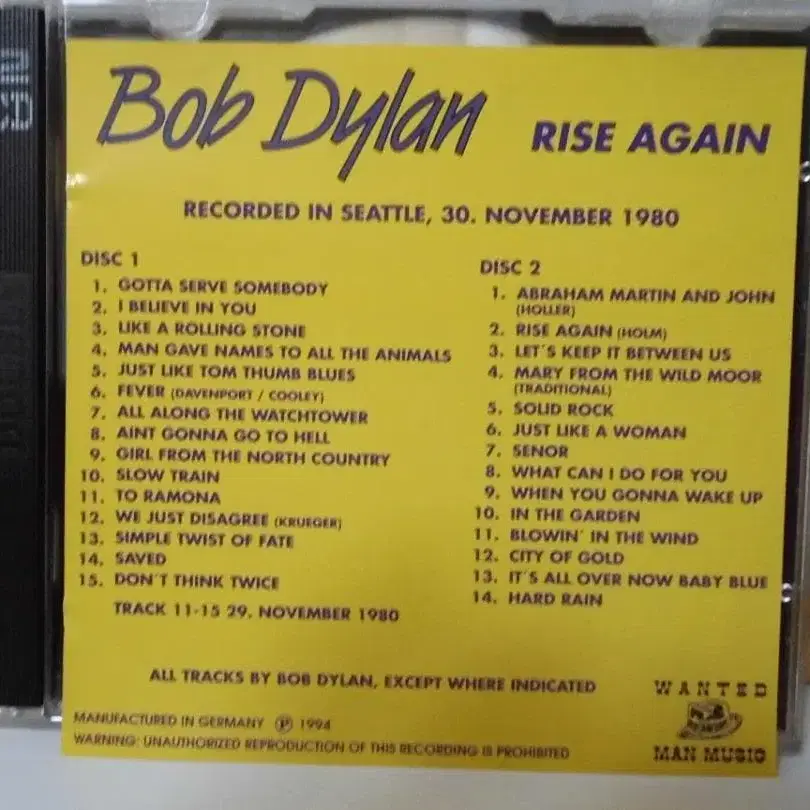 Bob Dylan RISE AGAIN
RECORDED IN SEATTLE, 30. NOVEMBER 1980
DISC 1
1. GOTTA SERVE SOMEBODY
2. I BELIEVE IN YOU
3. LIKE A ROLLING STONE
4. MAN GAVE NAMES TO ALL THE ANIMALS
5. JUST LIKE TOM THUMB BLUES
6. FEVER (DAVENPORT / COOLEY)
7. ALL ALONG THE WATCHTOWER
8. AINT GONNA GO TO HELL
9. GIRL FROM THE NORTH COUNTRY
10. SLOW TRAIN
11. TO RAMONA
12. WE JUST DISAGREE (KRUEGER)
13. SIMPLE TWIST OF FATE
14. SAVED
15. DON´T THINK TWICE
TRACK 11-15 29. NOVEMBER 1980
DISC 2
1. ABRAHAM MARTIN AND JOHN
(HOLLER)
2. RISE AGAIN (HOLM)
3. LET´S KEEP IT BETWEEN US
4. MARY FROM THE WILD MOOR
(TRADITIONAL)
5. SOLID ROCK
6. JUST LIKE A WOMAN
7. SENOR
8. WHAT CAN I DO FOR YOU
9. WHEN YOU GONNA WAKE UP
10. IN THE GARDEN
11. BLOWIN´ IN THE WIND
12. CITY OF GOLD
13. IT´S ALL OVER NOW BABY BLUE
14. HARD RAIN
ALL TRACKS BY BOB DYLAN, EXCEPT WHERE INDICATED
MANUFACTURED IN GERMANY ℗ 1994
WARNING: UNAUTHORIZED REPRODUCTION OF THIS RECORDING IS PROHIBITED
WANTED
MAN MUSIC